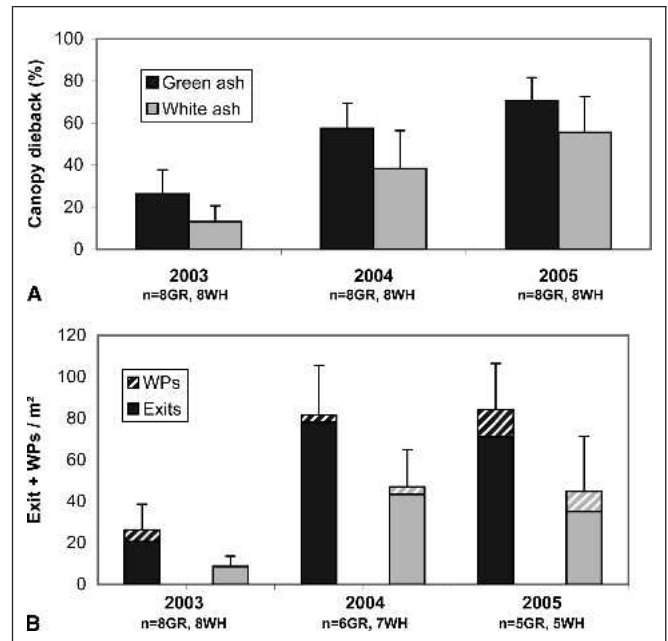 100
80
60
40
20
0
Canopy dieback (%)
Green ash
White ash
2003
n=8GR, 8WH
2004
n=8GR, 8WH
2005
n=8GR, 8WH
A
120
100
80
60
40
20
0
Exit + WPs / m²
WPs
Exits
2003
n=8GR, 8WH
2004
n=6GR, 7WH
2005
n=5GR, 5WH
B